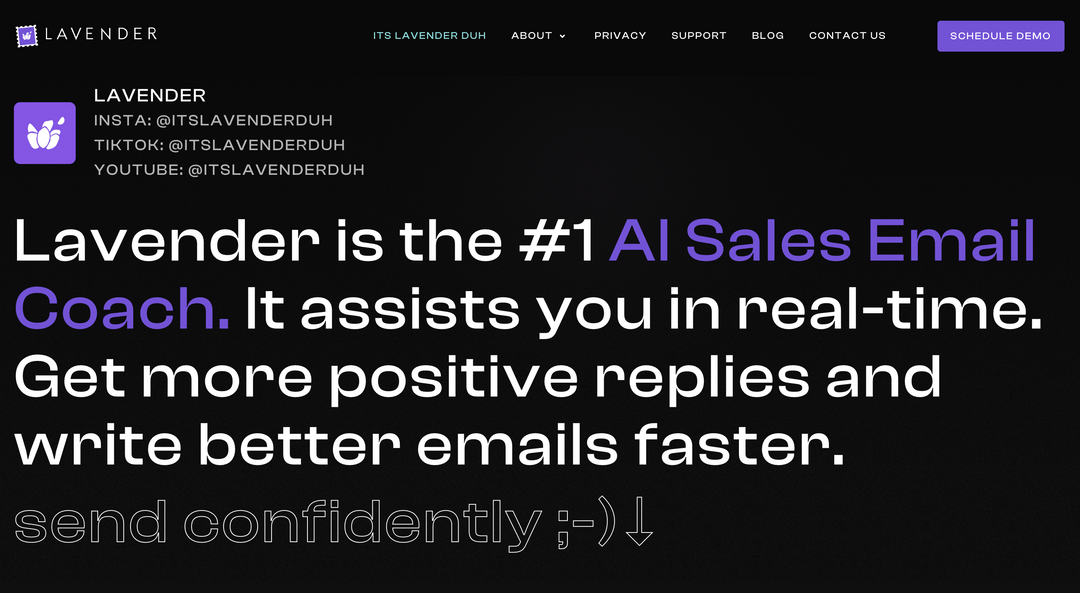 LAVENDER
ITS LAVENDER DUH ABOUT PRIVACY SUPPORT BLOG CONTACT US SCHEDULE DEMO
LAVENDER
INSTA: @ITSLAVENDERDUH
TIKTOK: @ITSLAVENDERDUH
YOUTUBE: @ITSLAVENDERDUH
Lavender is the #1 AI Sales Email
Coach. It assists you in real-time.
Get more positive replies and
write better emails faster.
send confidently ;-)↓